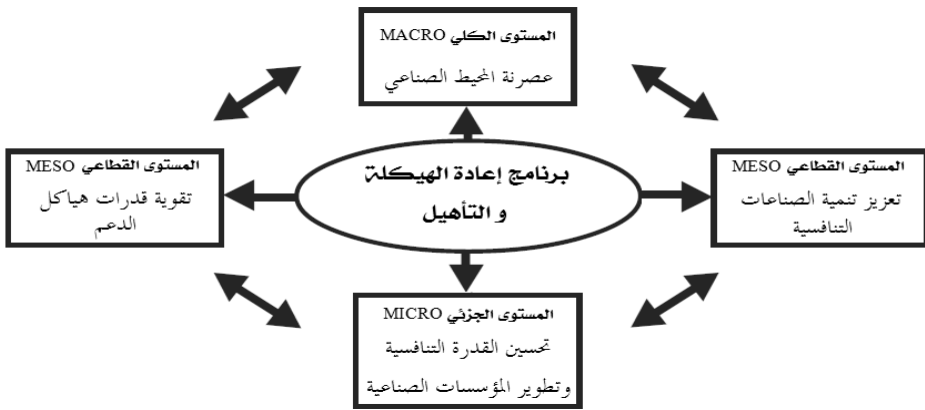 المستوى الكلي MACRO
عصرنة المحيط الصناعي
المستوى القطاعي MESO
تعزيز تنمية الصناعات
التنافسية
برنامج إعادة الهيكلة
و التأهيل
المستوى القطاعي MESO
تقوية قدرات هياكل
الدعم
المستوى الجزئي MICRO
تحسين القدرة التنافسية
وتطوير المؤسسات الصناعية